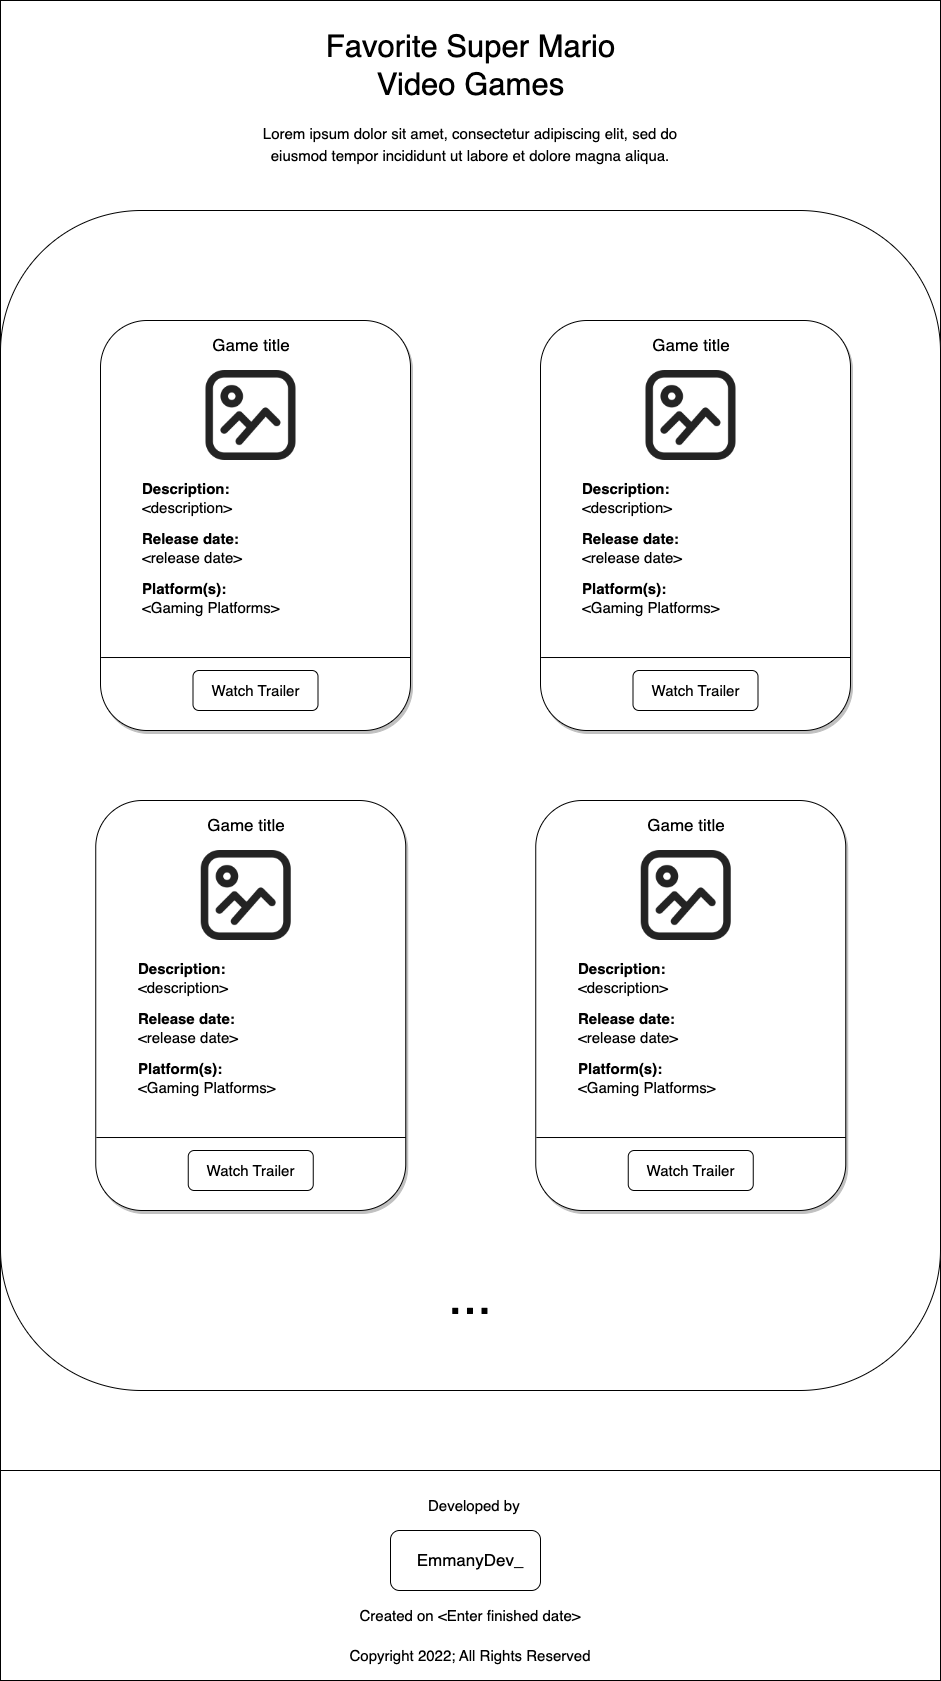 Favorite Super Mario
Video Games
Lorem ipsum dolor sit amet, consectetur adipiscing elit, sed do
eiusmod tempor incididunt ut labore et dolore magna aliqua.
Game title
Description:
<description>
Release date:
<release date>
Platform(s):
<Gaming Platforms>
Watch Trailer
Game title
Description:
<description>
Release date:
<release date>
Platform(s):
<Gaming Platforms>
Watch Trailer
Game title
Description:
<description>
Release date:
<release date>
Platform(s):
<Gaming Platforms>
Watch Trailer
Game title
Description:
<description>
Release date:
<release date>
Platform(s):
<Gaming Platforms>
Watch Trailer
...
Developed by
EmmanyDev_
Created on <Enter finished date>
Copyright 2022; All Rights Reserved